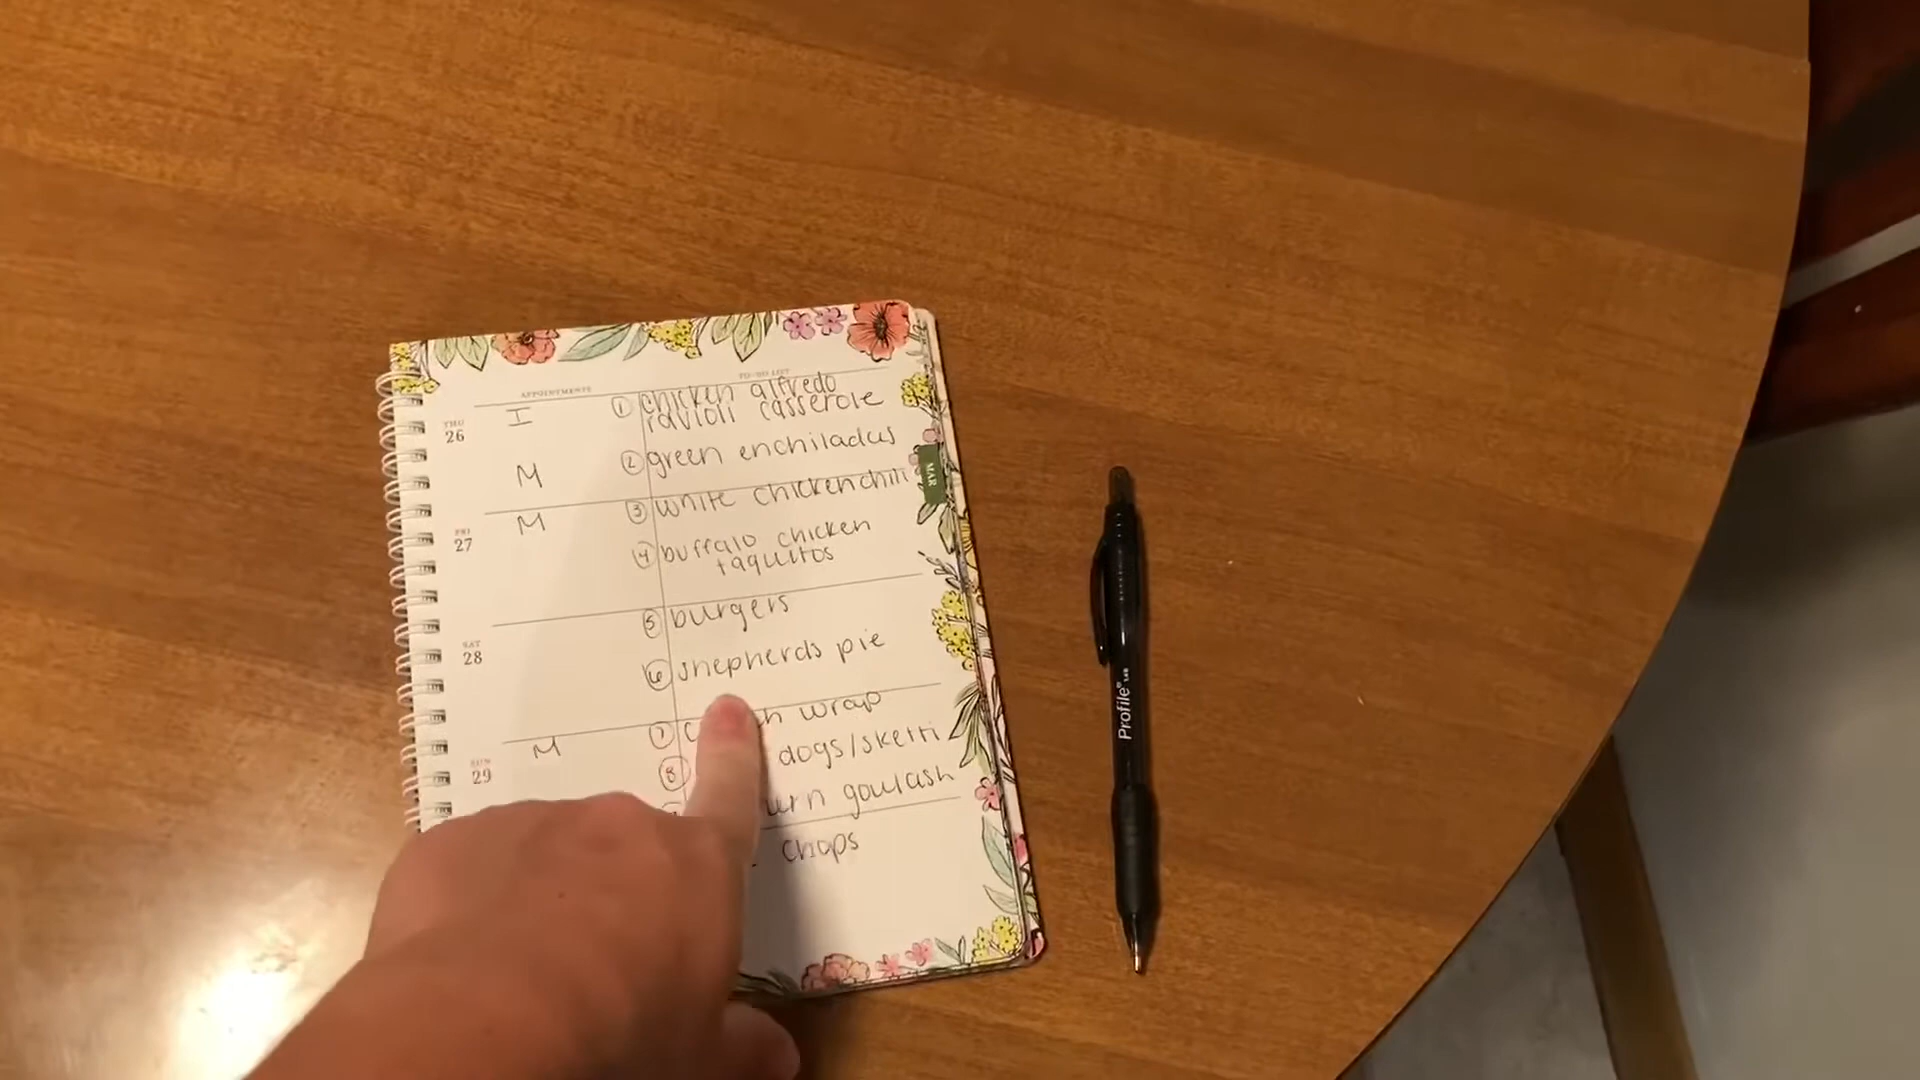 APPOINTMENTS
TO-DO LIST
THU
26
I
M
① chicken alfredo
ravioli casserole
② green enchiladas
FRI
27
M
③ white chicken chili
④ buffalo chicken
taquitos
SAT
28
⑤ burgers
⑥ shepherds pie
SUN
29
M
⑦ wrap
⑧ dogs/sketti
goulash
chops
MAR
Profile®